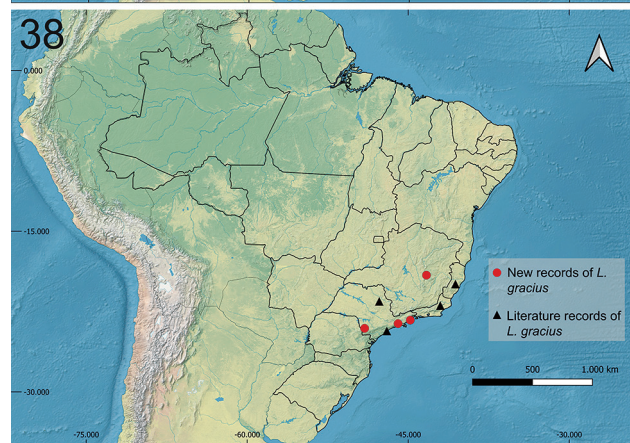 38
0.000
-15.000
New records of L.
gracius
Literature records of
L. gracius
0 500 1.000 km
-30.000
-75.000 -60.000 -45.000 -30.000